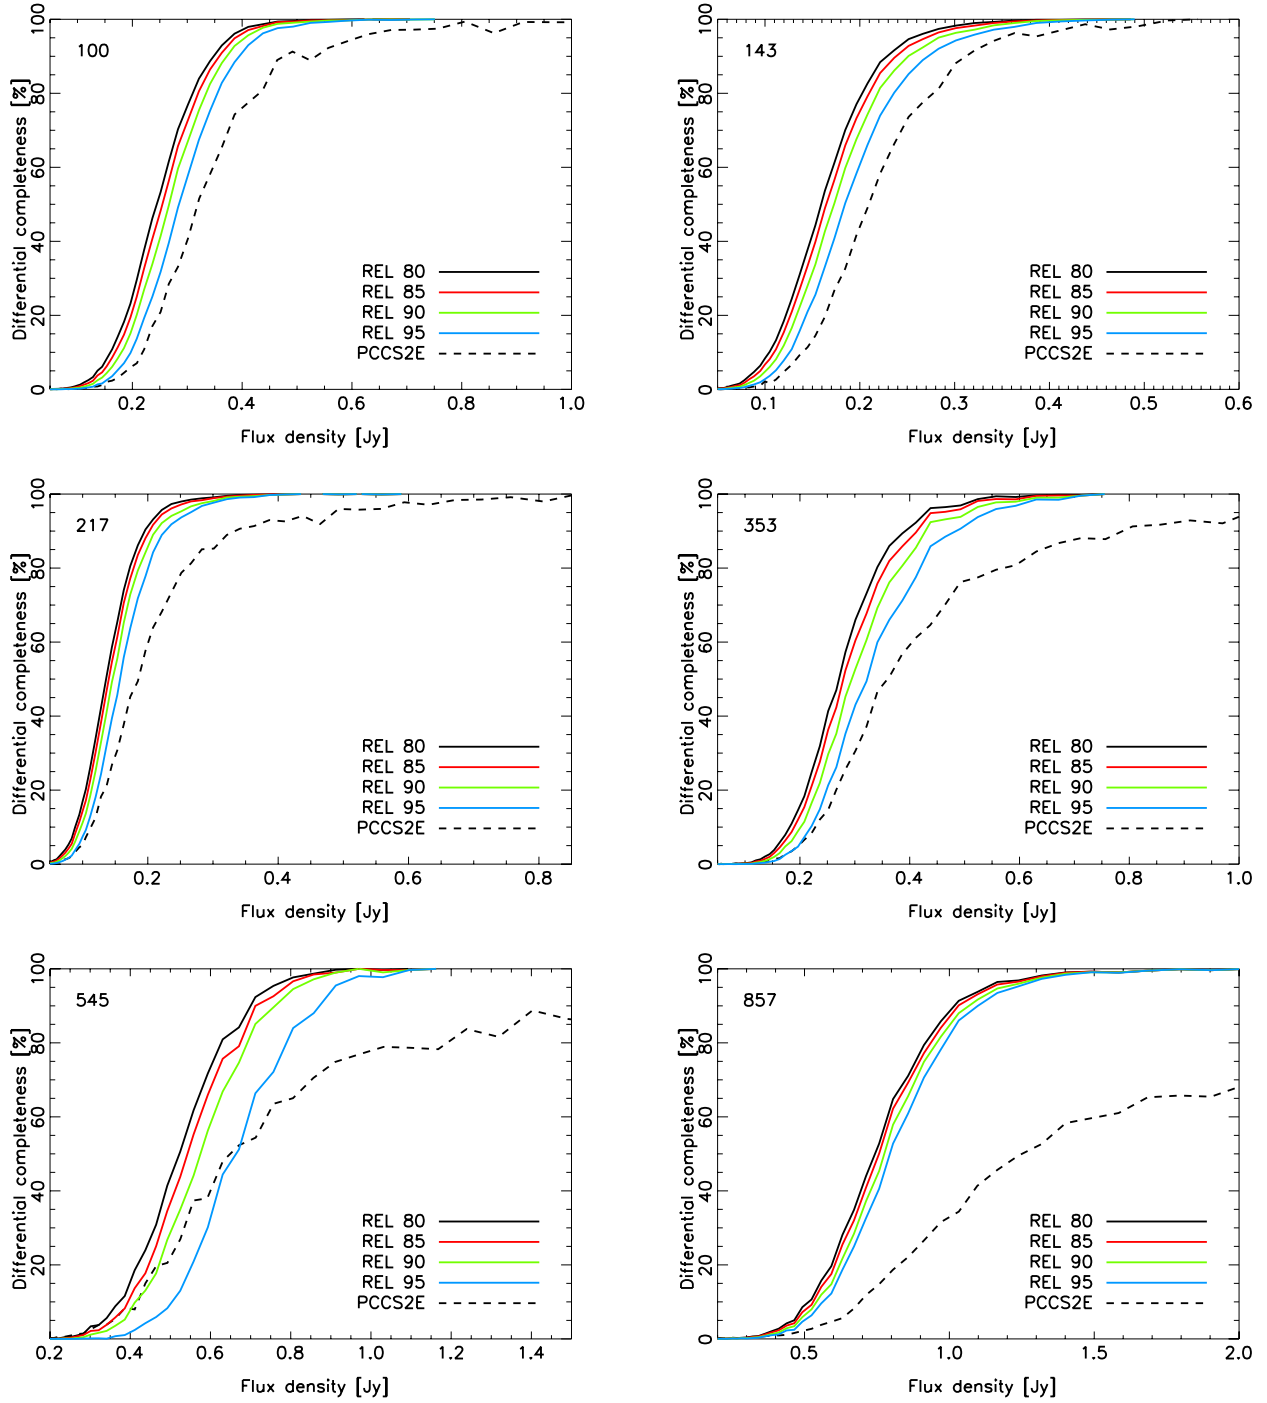 100
Differential completeness [%]
100
80
60
40
20
0
REL 80
REL 85
REL 90
REL 95
PCCS2E
0.2 0.4 0.6 0.8 1.0
Flux density [Jy]
143
Differential completeness [%]
100
80
60
40
20
0
REL 80
REL 85
REL 90
REL 95
PCCS2E
0.1 0.2 0.3 0.4 0.5 0.6
Flux density [Jy]
217
Differential completeness [%]
100
80
60
40
20
0
REL 80
REL 85
REL 90
REL 95
PCCS2E
0.2 0.4 0.6 0.8
Flux density [Jy]
353
Differential completeness [%]
100
80
60
40
20
0
REL 80
REL 85
REL 90
REL 95
PCCS2E
0.2 0.4 0.6 0.8 1.0
Flux density [Jy]
545
Differential completeness [%]
100
80
60
40
20
0
REL 80
REL 85
REL 90
REL 95
PCCS2E
0.2 0.4 0.6 0.8 1.0 1.2 1.4
Flux density [Jy]
857
Differential completeness [%]
100
80
60
40
20
0
REL 80
REL 85
REL 90
REL 95
PCCS2E
0.5 1.0 1.5 2.0
Flux density [Jy]